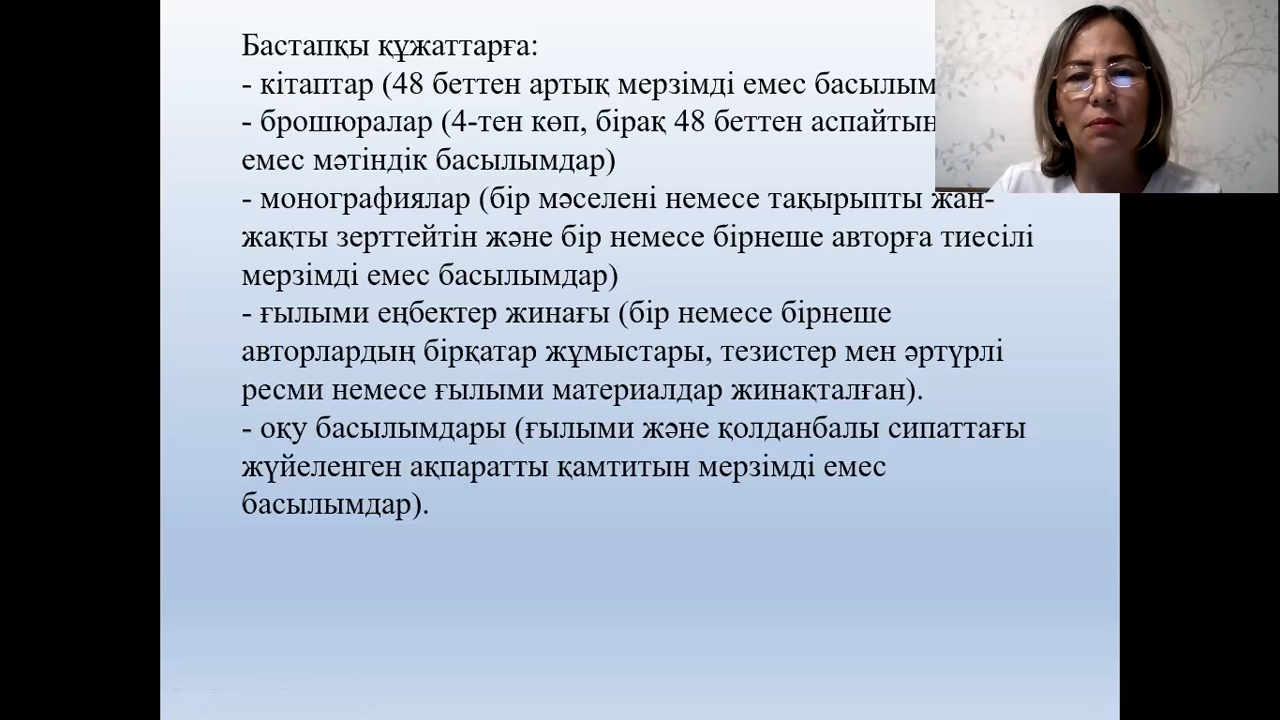 Бастапқы құжаттарға:
- кітаптар (48 беттен артық мерзімді емес басылым
- брошюралар (4-тен көп, бірақ 48 беттен аспайтын
емес мәтіндік басылымдар)
- монографиялар (бір мәселені немесе тақырыпты жан-
жақты зерттейтін және бір немесе бірнеше авторға тиесілі
мерзімді емес басылымдар)
- ғылыми еңбектер жинағы (бір немесе бірнеше
авторлардың бірқатар жұмыстары, тезистер мен әртүрлі
ресми немесе ғылыми материалдар жинақталған).
- оқу басылымдары (ғылыми және қолданбалы сипаттағы
жүйеленген ақпаратты қамтитын мерзімді емес
басылымдар).